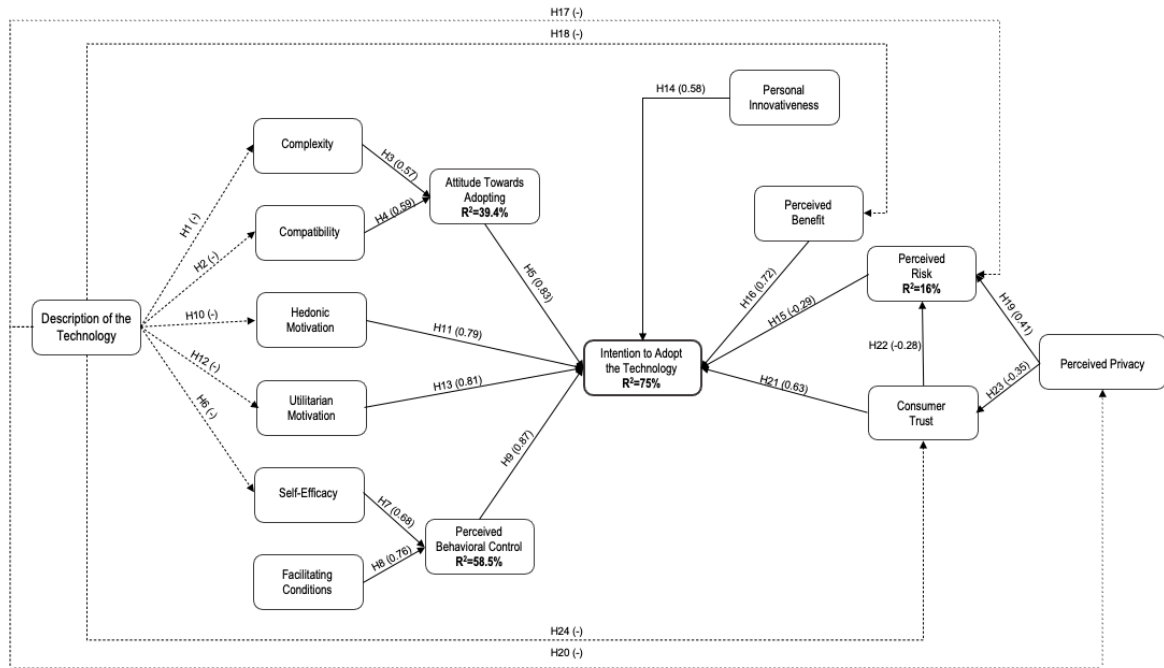 H17 (-)
H18 (-)
H14 (0.58)
Personal
Innovativeness
Complexity
H3 (0.57)
Attitude Towards
Adopting
R²=39.4%
H1 (-)
H4 (0.59)
Compatibility
H2 (-)
Perceived
Benefit
Perceived
Risk
R²=16%
H5 (0.83)
H16 (0.72)
H15 (-0.29)
H19 (0.41)
Description of the
Technology
H10 (-)
Hedonic
Motivation
H11 (0.79)
Intention to Adopt
the Technology
R²=75%
H22 (-0.28)
Perceived Privacy
H12 (-)
Utilitarian
Motivation
H13 (0.81)
H21 (0.63)
H23 (-0.35)
Consumer
Trust
H6 (-)
H9 (0.87)
Self-Efficacy
H7 (0.68)
Perceived
Behavioral Control
R²=58.5%
H8 (0.76)
Facilitating
Conditions
H24 (-)
H20 (-)